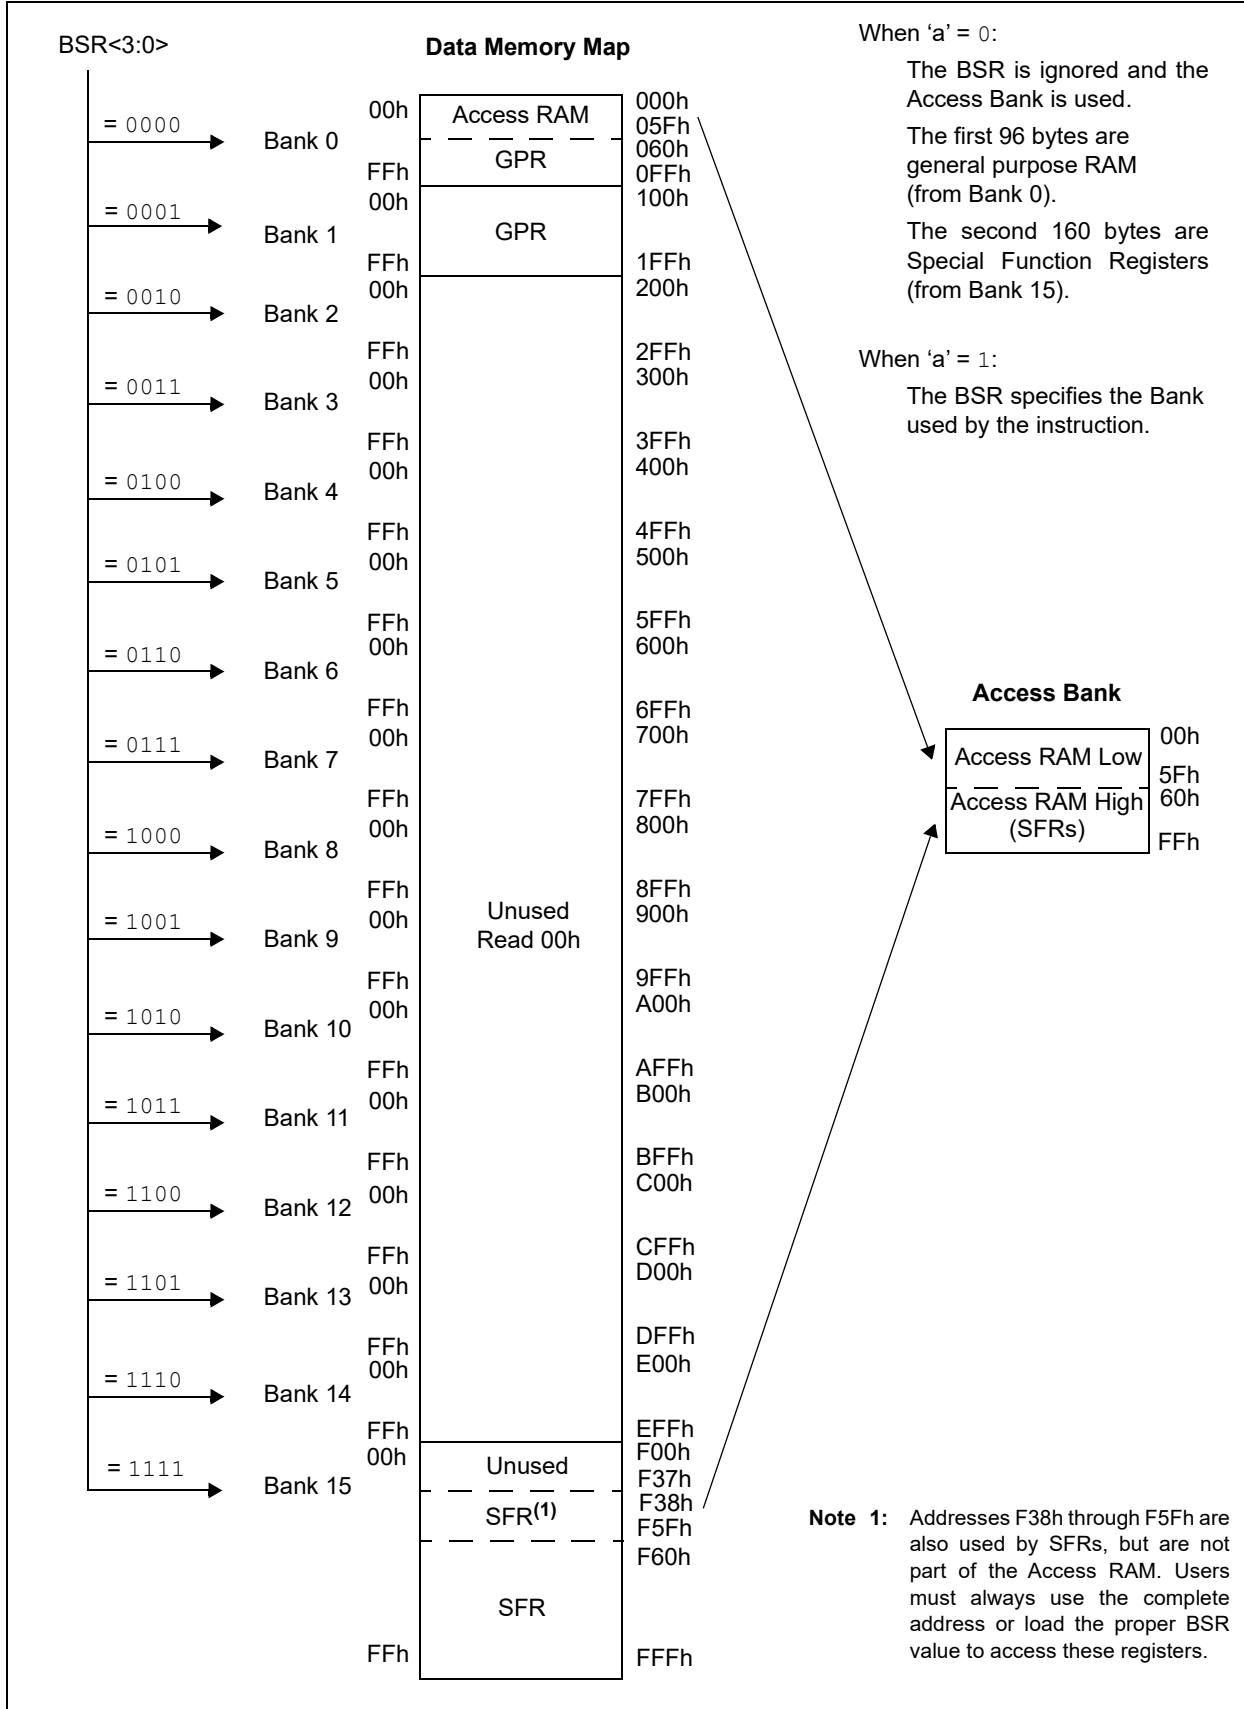 BSR<3:0>
Data Memory Map
When ‘a’ = 0:
The BSR is ignored and the
Access Bank is used.
The first 96 bytes are
general purpose RAM
(from Bank 0).
The second 160 bytes are
Special Function Registers
(from Bank 15).
When ‘a’ = 1:
The BSR specifies the Bank
used by the instruction.
= 0000
Bank 0
00h
Access RAM
000h
05Fh
GPR
060h
FFh
0FFh
= 0001
Bank 1
00h
100h
GPR
FFh
1FFh
= 0010
Bank 2
00h
200h
FFh
2FFh
= 0011
Bank 3
00h
300h
FFh
3FFh
= 0100
Bank 4
00h
400h
FFh
4FFh
= 0101
Bank 5
00h
500h
FFh
5FFh
= 0110
Bank 6
00h
600h
FFh
6FFh
= 0111
Bank 7
00h
700h
FFh
7FFh
= 1000
Bank 8
00h
800h
FFh
8FFh
= 1001
Bank 9
00h
900h
Unused
Read 00h
FFh
9FFh
= 1010
Bank 10
00h
A00h
FFh
AFFh
= 1011
Bank 11
00h
B00h
FFh
BFFh
= 1100
Bank 12
00h
C00h
FFh
CFFh
= 1101
Bank 13
00h
D00h
FFh
DFFh
= 1110
Bank 14
00h
E00h
FFh
EFFh
= 1111
Bank 15
00h
F00h
Unused
F37h
F38h
SFR(1)
F5Fh
F60h
SFR
FFh
FFFh
Access Bank
Access RAM Low
00h
5Fh
Access RAM High
(SFRs)
60h
FFh
Note 1: Addresses F38h through F5Fh are
also used by SFRs, but are not
part of the Access RAM. Users
must always use the complete
address or load the proper BSR
value to access these registers.